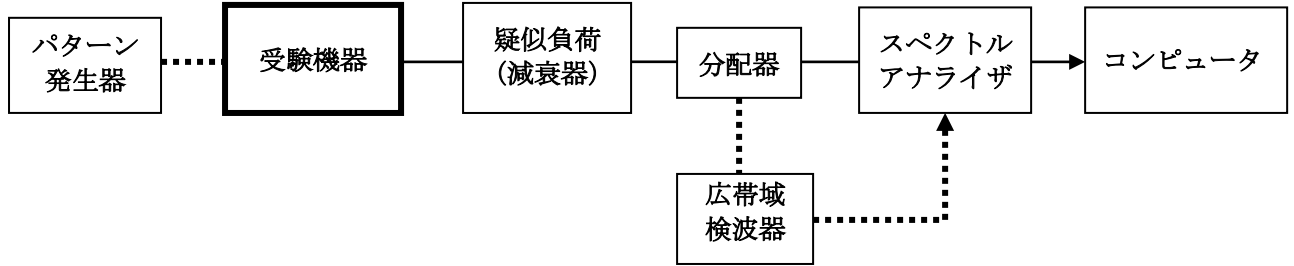 パターン
発生器
受験機器
疑似負荷
(減衰器)
分配器
スペクトル
アナライザ
コンピュータ
広帯域
検波器